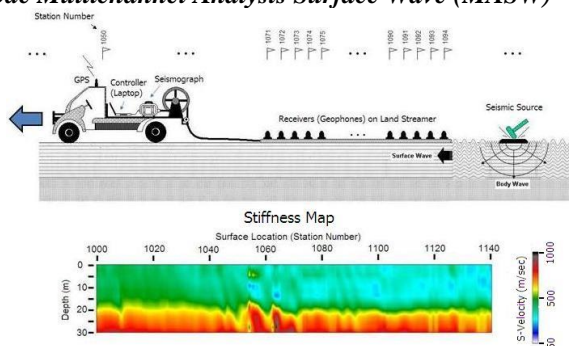 Multichannel Analysis Surface Wave (MASW)
Station Number
1050
1071 1072 1073 1074 1075
1090 1091 1092 1093 1094
GPS
Controller
(Laptop)
Seismograph
Receivers (Geophones) on Land Streamer
Seismic Source
Surface Wave
Body Wave
Stiffness Map
Surface Location (Station Number)
1000 1020 1040 1060 1080 1100 1120 1140
Depth (m)
0
10
20
30
S-Velocity (m/sec)
1000
500